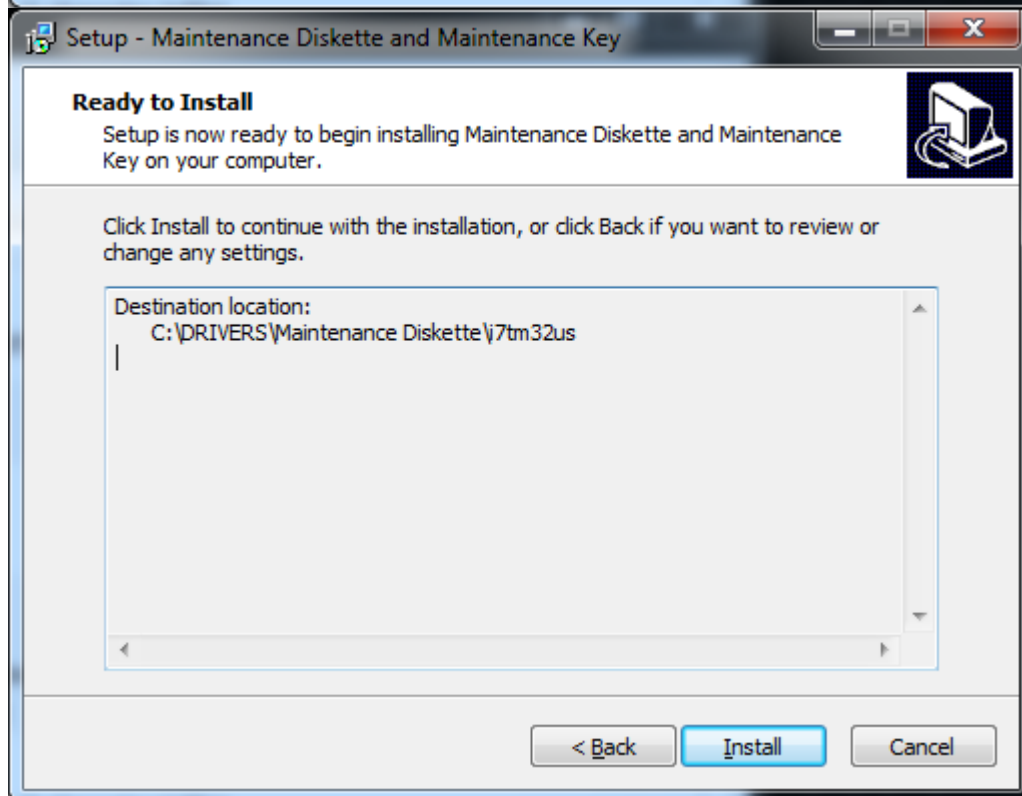 Setup - Maintenance Diskette and Maintenance Key
Ready to Install
Setup is now ready to begin installing Maintenance Diskette and Maintenance
Key on your computer.
Click Install to continue with the installation, or click Back if you want to review or
change any settings.
Destination location:
C:\DRIVERS\Maintenance Diskette\i7tm32us
< Back
Install
Cancel